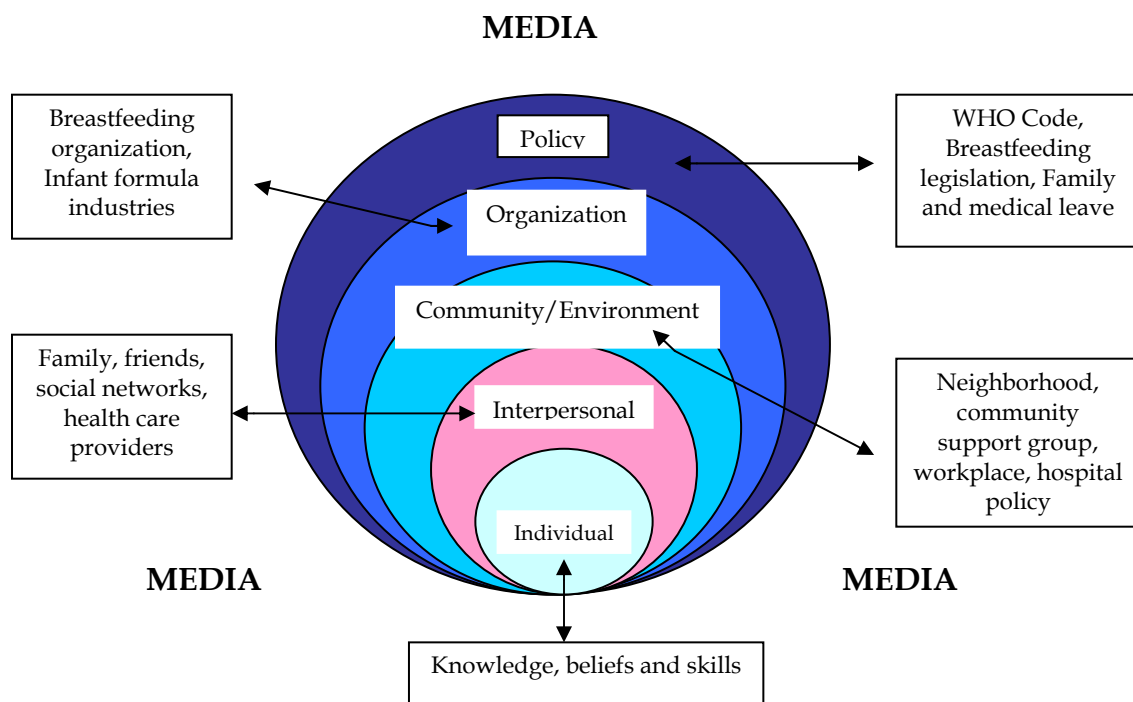 MEDIA
Breastfeeding
organization,
Infant formula
industries
Policy
WHO Code,
Breastfeeding
legislation, Family
and medical leave
Organization
Community/Environment
Family, friends,
social networks,
health care
providers
Interpersonal
Neighborhood,
community
support group,
workplace, hospital
policy
Individual
MEDIA
MEDIA
Knowledge, beliefs and skills